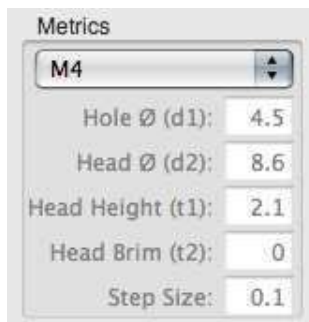 Metrics
M4
Hole Ø (d1): 4.5
Head Ø (d2): 8.6
Head Height (t1): 2.1
Head Brim (t2): 0
Step Size: 0.1